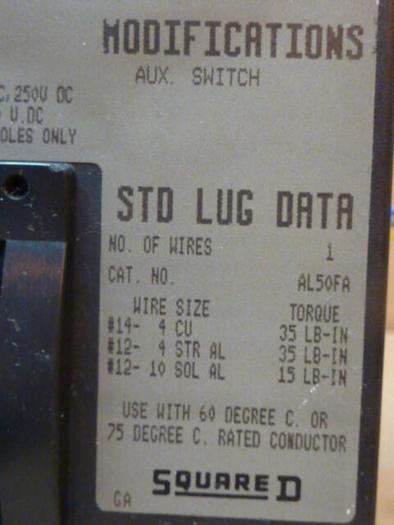 MODIFICATIONS
AUX. SWITCH
C, 250V DC
V.DC
OLES ONLY
STD LUG DATA
NO. OF WIRES 1
CAT. NO. AL50FA
WIRE SIZE TORQUE
#14- 4 CU 35 LB-IN
#12- 4 STR AL 35 LB-IN
#12- 10 SOL AL 15 LB-IN
USE WITH 60 DEGREE C. OR
75 DEGREE C. RATED CONDUCTOR
SQUARE D
GA